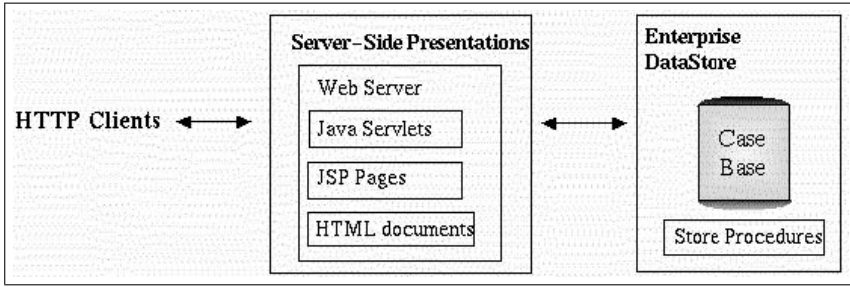 HTTP Clients
Server-Side Presentations
Web Server
Java Servlets
JSP Pages
HTML documents
Enterprise
DataStore
Case
Base
Store Procedures